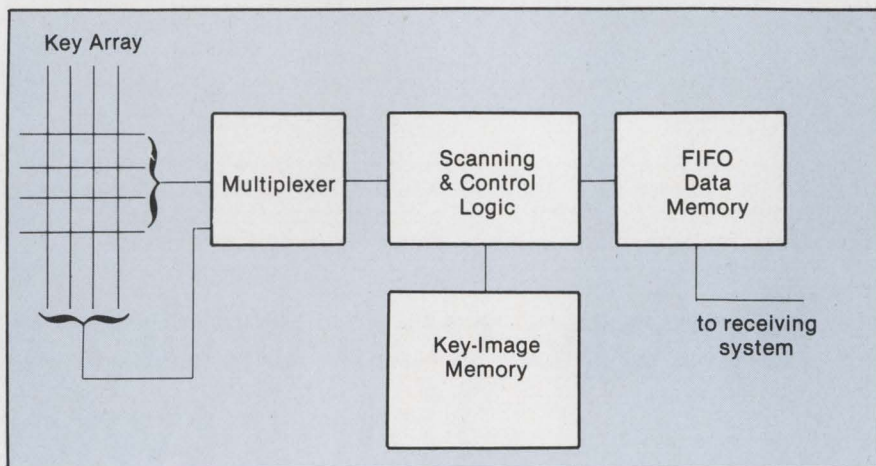 Key Array
Multiplexer
Scanning
& Control
Logic
FIFO
Data
Memory
Key-Image
Memory
to receiving
system